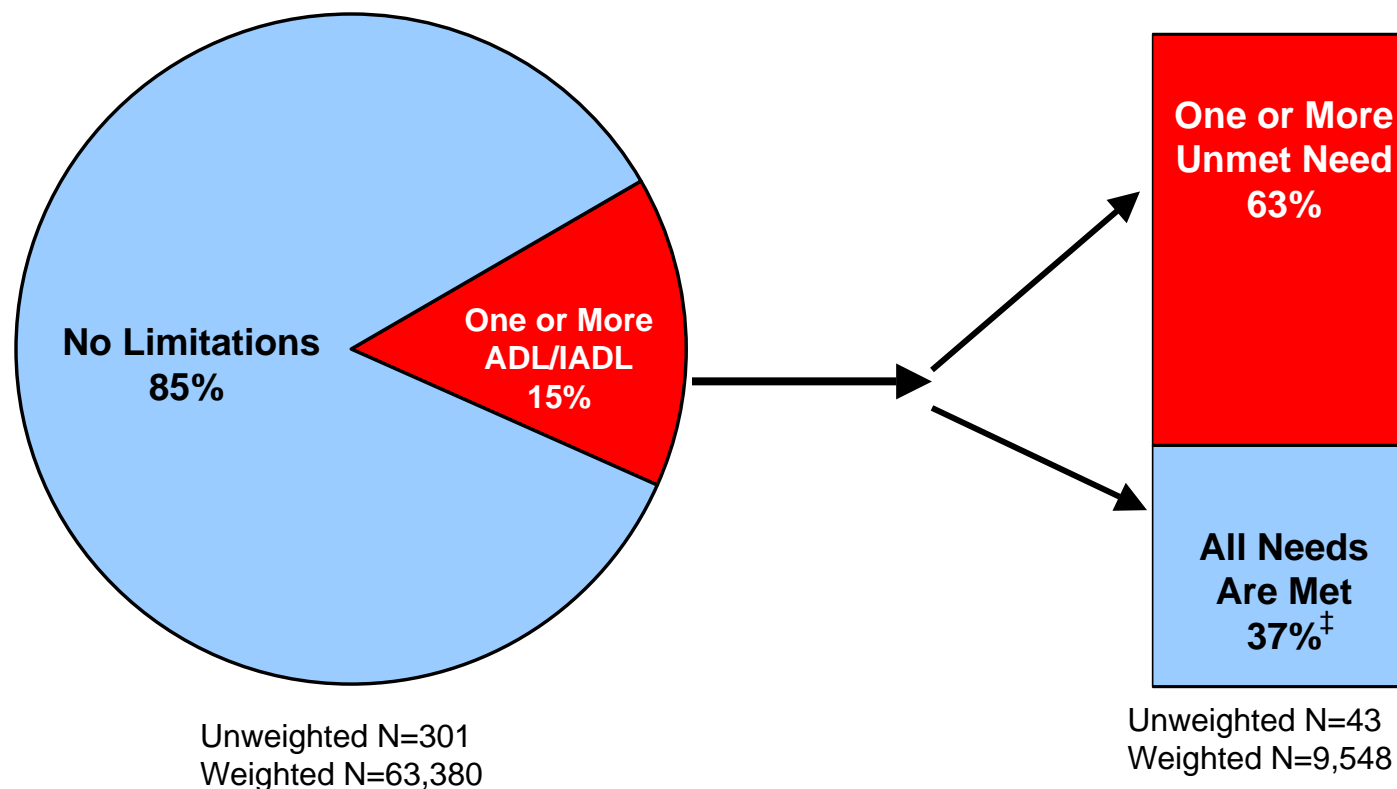 No Limitations
85%
One or More
ADL/IADL
15%
One or More
Unmet Need
63%
All Needs
Are Met
37%‡
Unweighted N=301
Weighted N=63,380
Unweighted N=43
Weighted N=9,548